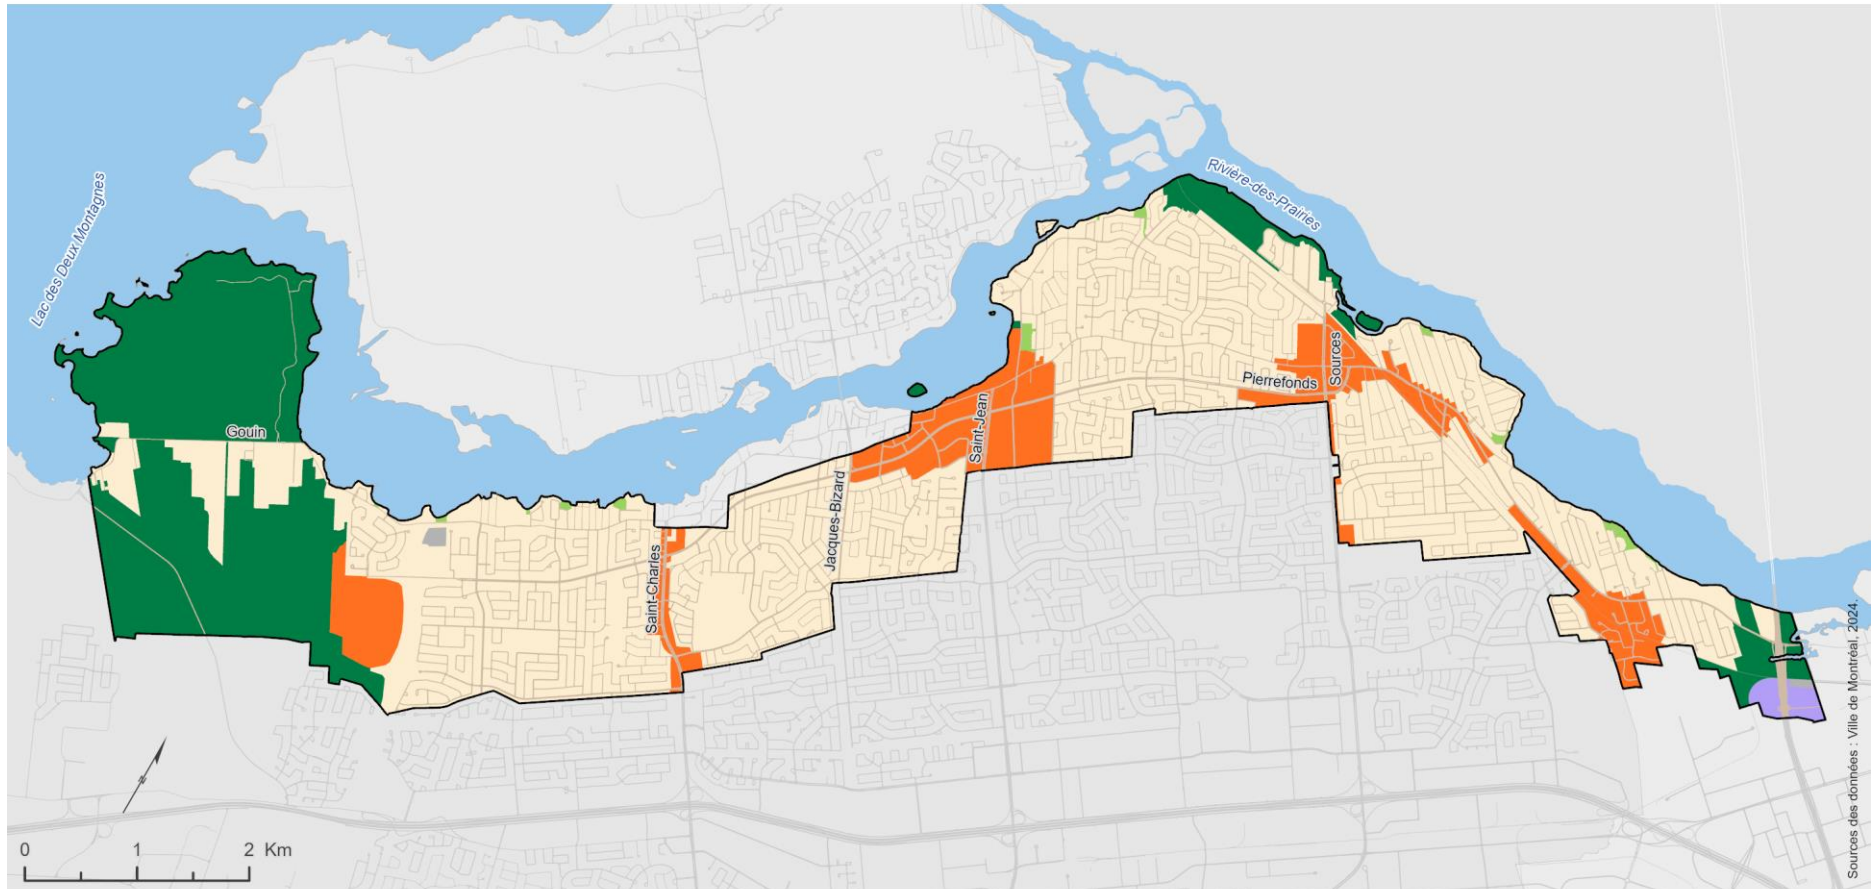 Lac des Deux Montagnes
Rivière-des-Prairies
Gouin
Saint-Charles
Jacques-Bizard
Saint-Jean
Pierrefonds
Sources
N
0 1 2 Km
Sources des données : Ville de Montréal, 2024.